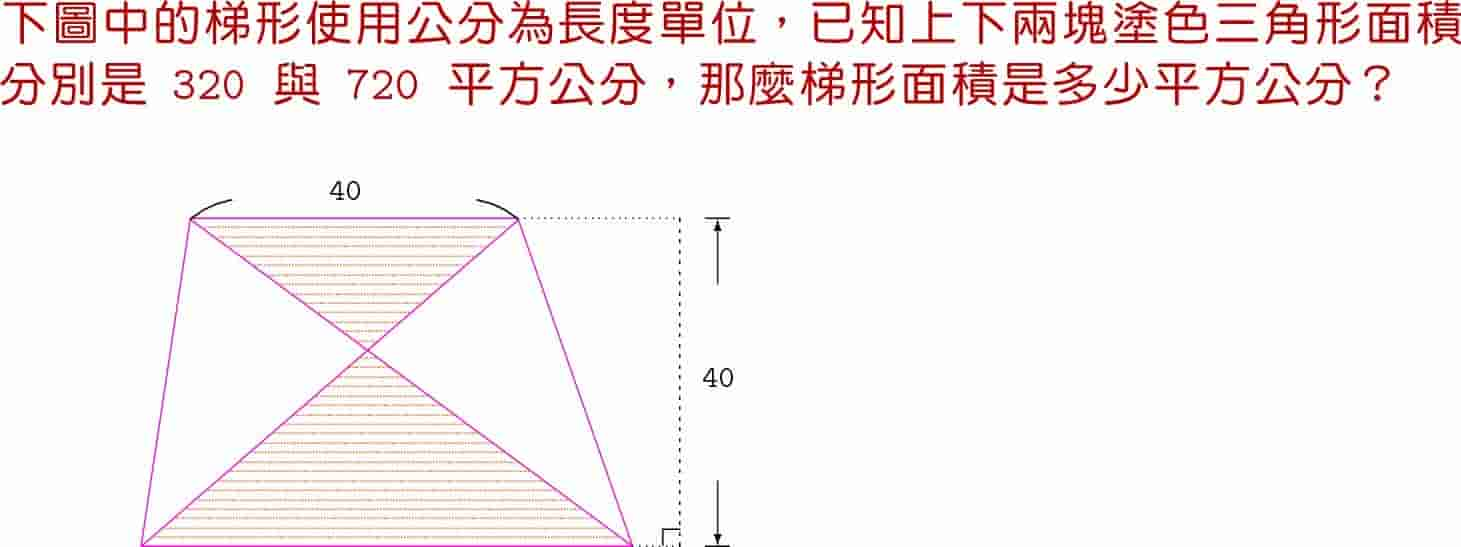 下圖中的梯形使用公分為長度單位，已知上下兩塊塗色三角形面積
分別是 320 與 720 平方公分，那麼梯形面積是多少平方公分？
40
40